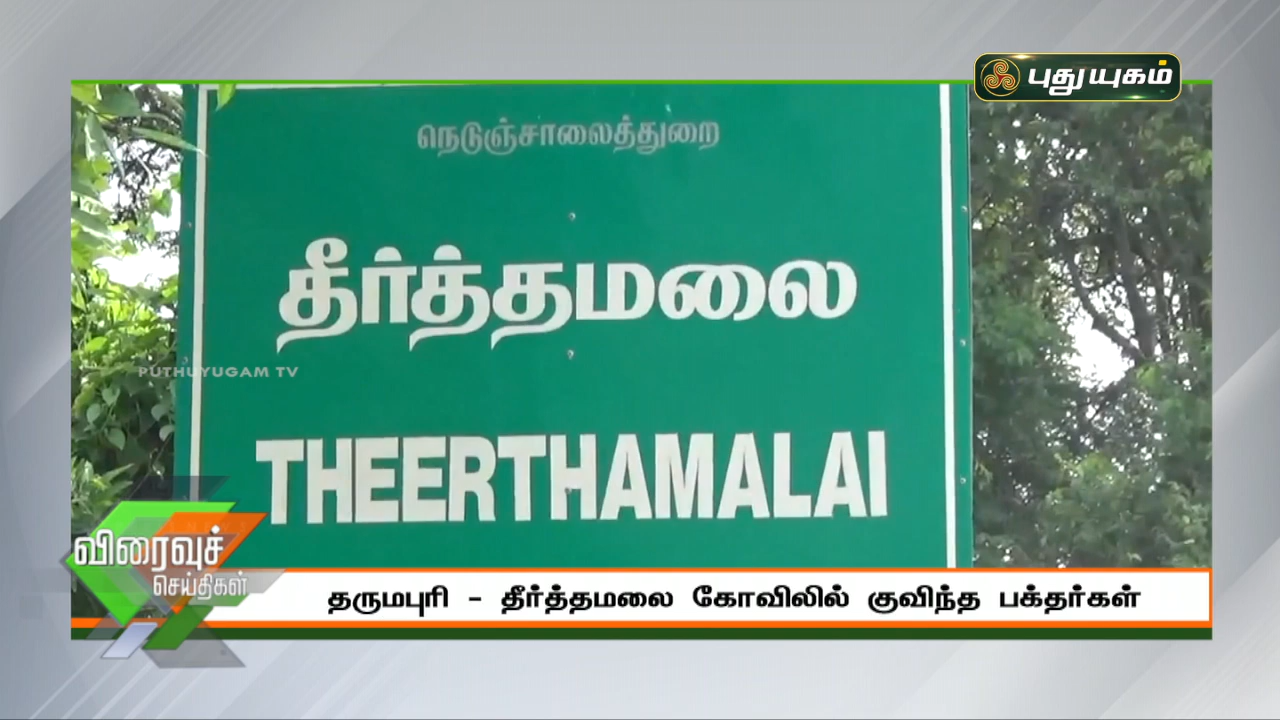 புதுயுகம்
நெடுஞ்சாலைத்துறை
தீர்த்தமலை
PUTHUYUGAM TV
THEERTHAMALAI
விரைவுச்
செய்திகள்
தருமபுரி - தீர்த்தமலை கோவிலில் குவிந்த பக்தர்கள்